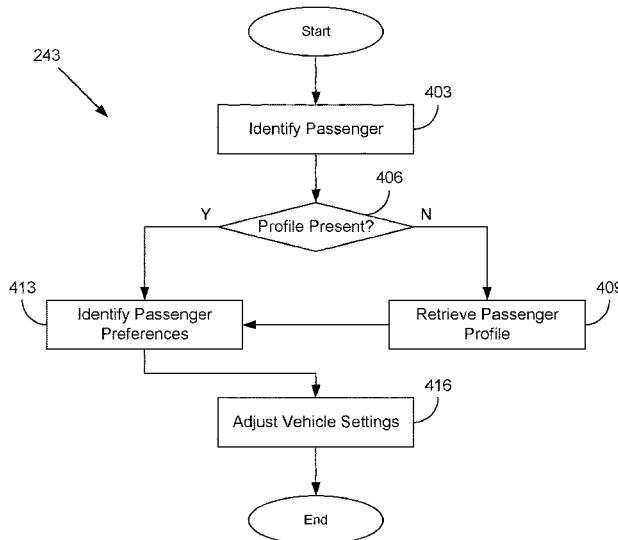 Start
243
403
Identify Passenger
406
Y
Profile Present?
N
413
Identify Passenger
Preferences
Retrieve Passenger
Profile
409
416
Adjust Vehicle Settings
End